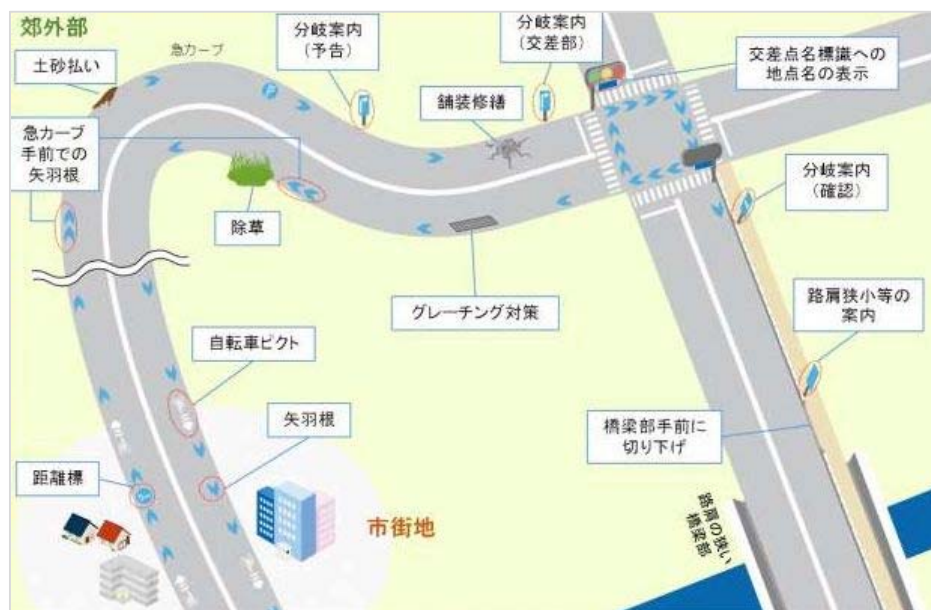 郊外部
土砂払い
急カーブ
分岐案内
(予告)
分岐案内
(交差部)
交差点名標識への
地点名の表示
舗装修繕
急カーブ
手前での
矢羽根
除草
分岐案内
(確認)
グレーチング対策
路肩狭小等の
案内
自転車ピクト
矢羽根
橋梁部手前に
切り下げ
距離標
市街地
路肩の狭い
橋梁部